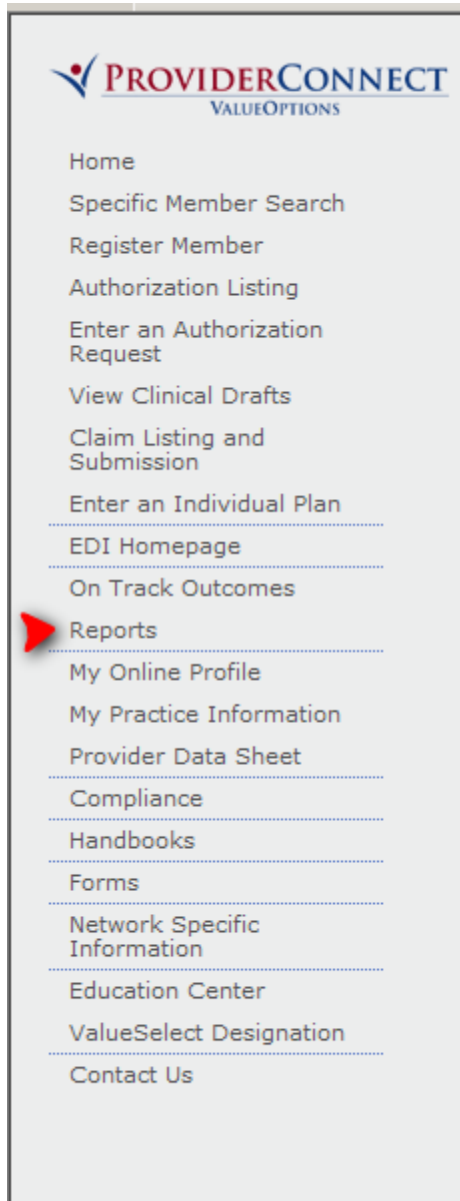 PROVIDERCONNECT
VALUEOPTIONS
Home
Specific Member Search
Register Member
Authorization Listing
Enter an Authorization
Request
View Clinical Drafts
Claim Listing and
Submission
Enter an Individual Plan
EDI Homepage
On Track Outcomes
Reports
My Online Profile
My Practice Information
Provider Data Sheet
Compliance
Handbooks
Forms
Network Specific
Information
Education Center
ValueSelect Designation
Contact Us